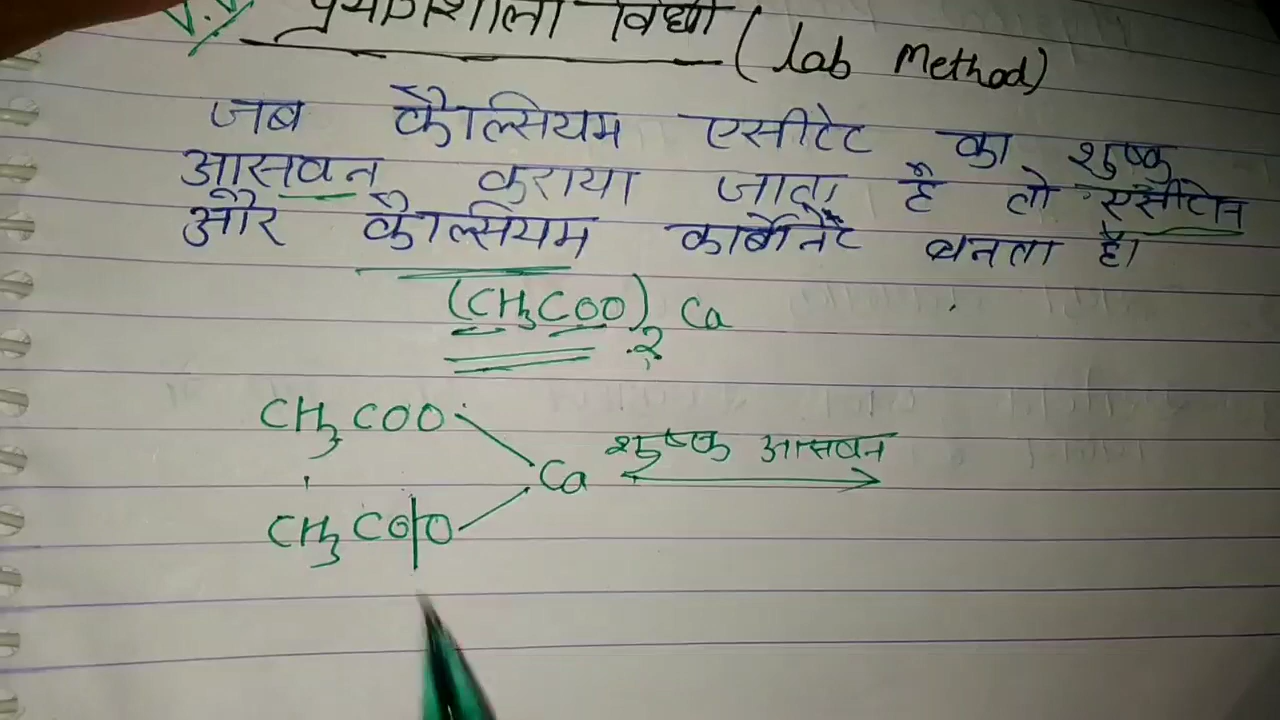 V.V प्रयोगशाला विधी (Lab Method)
जब कैल्सियम एसीटेट का शुष्क
आसवन कराया जाता है तो एसीटोन
और कैल्सियम कार्बोनेट बनता है।
(CH3COO)2 Ca
CH3COO
Ca शुष्क आसवन
CH3COO